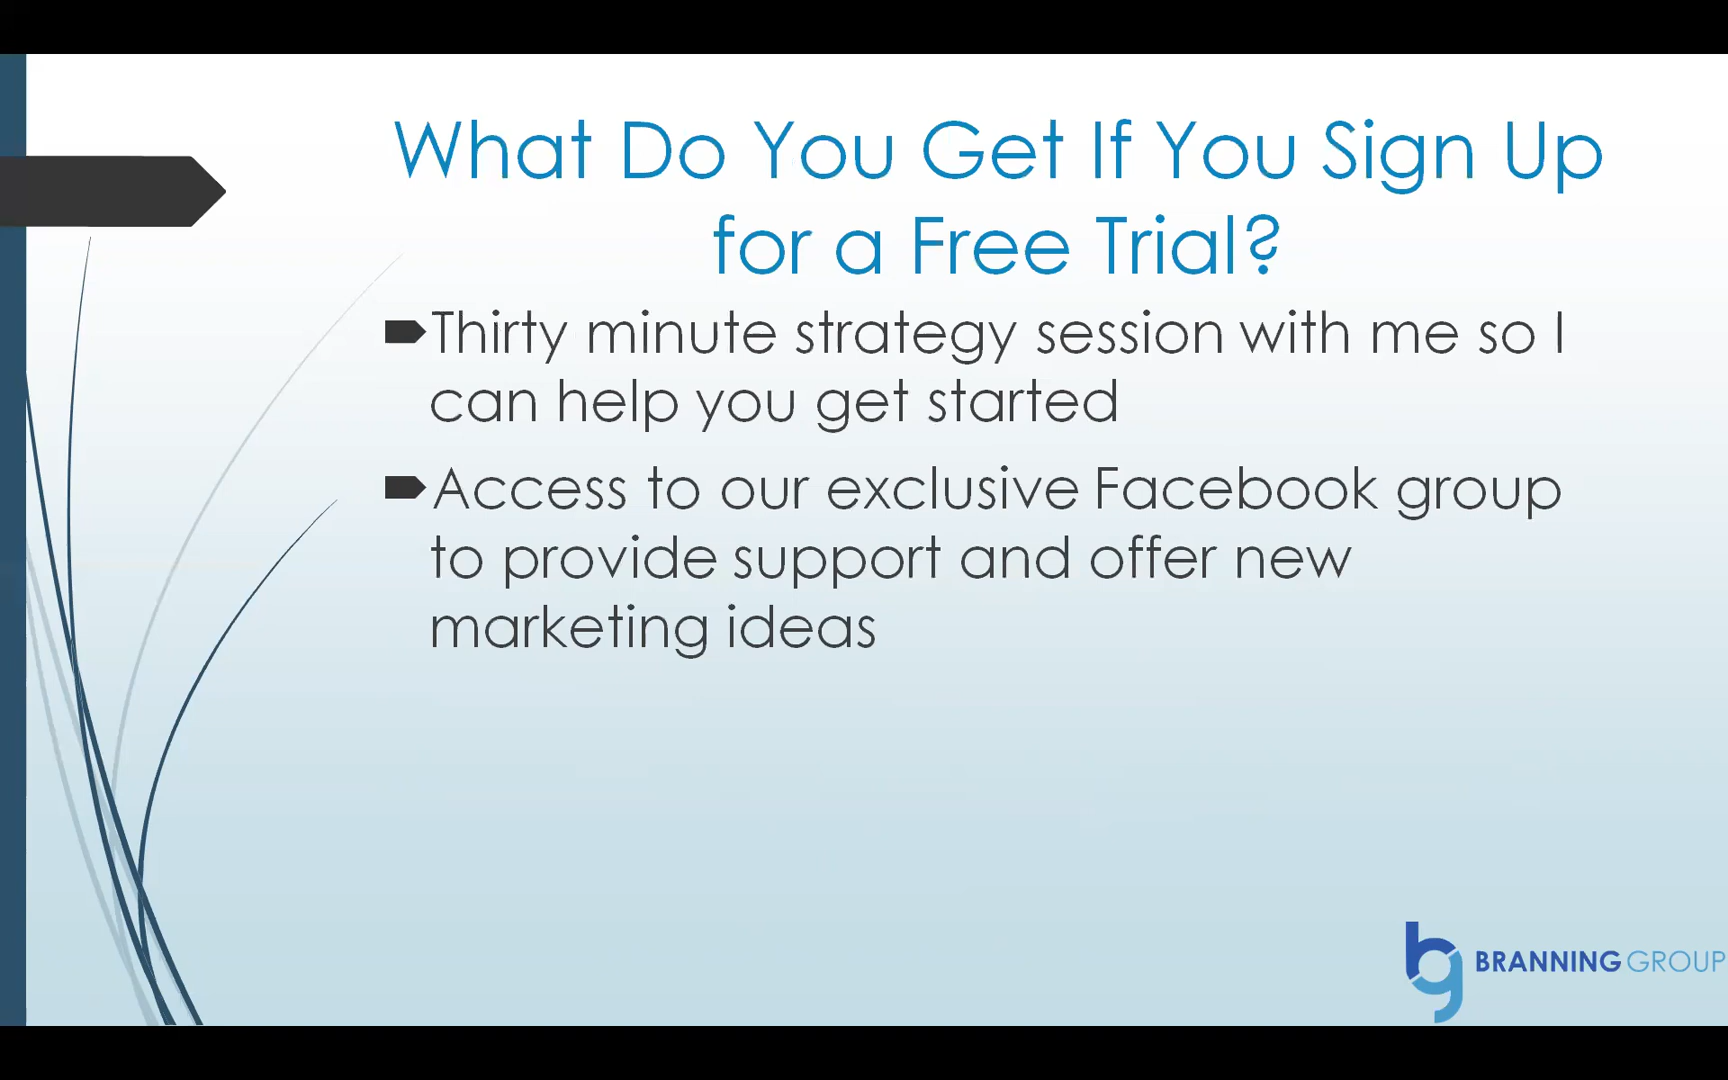 What Do You Get If You Sign Up
for a Free Trial?
Thirty minute strategy session with me so I
can help you get started
Access to our exclusive Facebook group
to provide support and offer new
marketing ideas
bg BRANNING GROUP